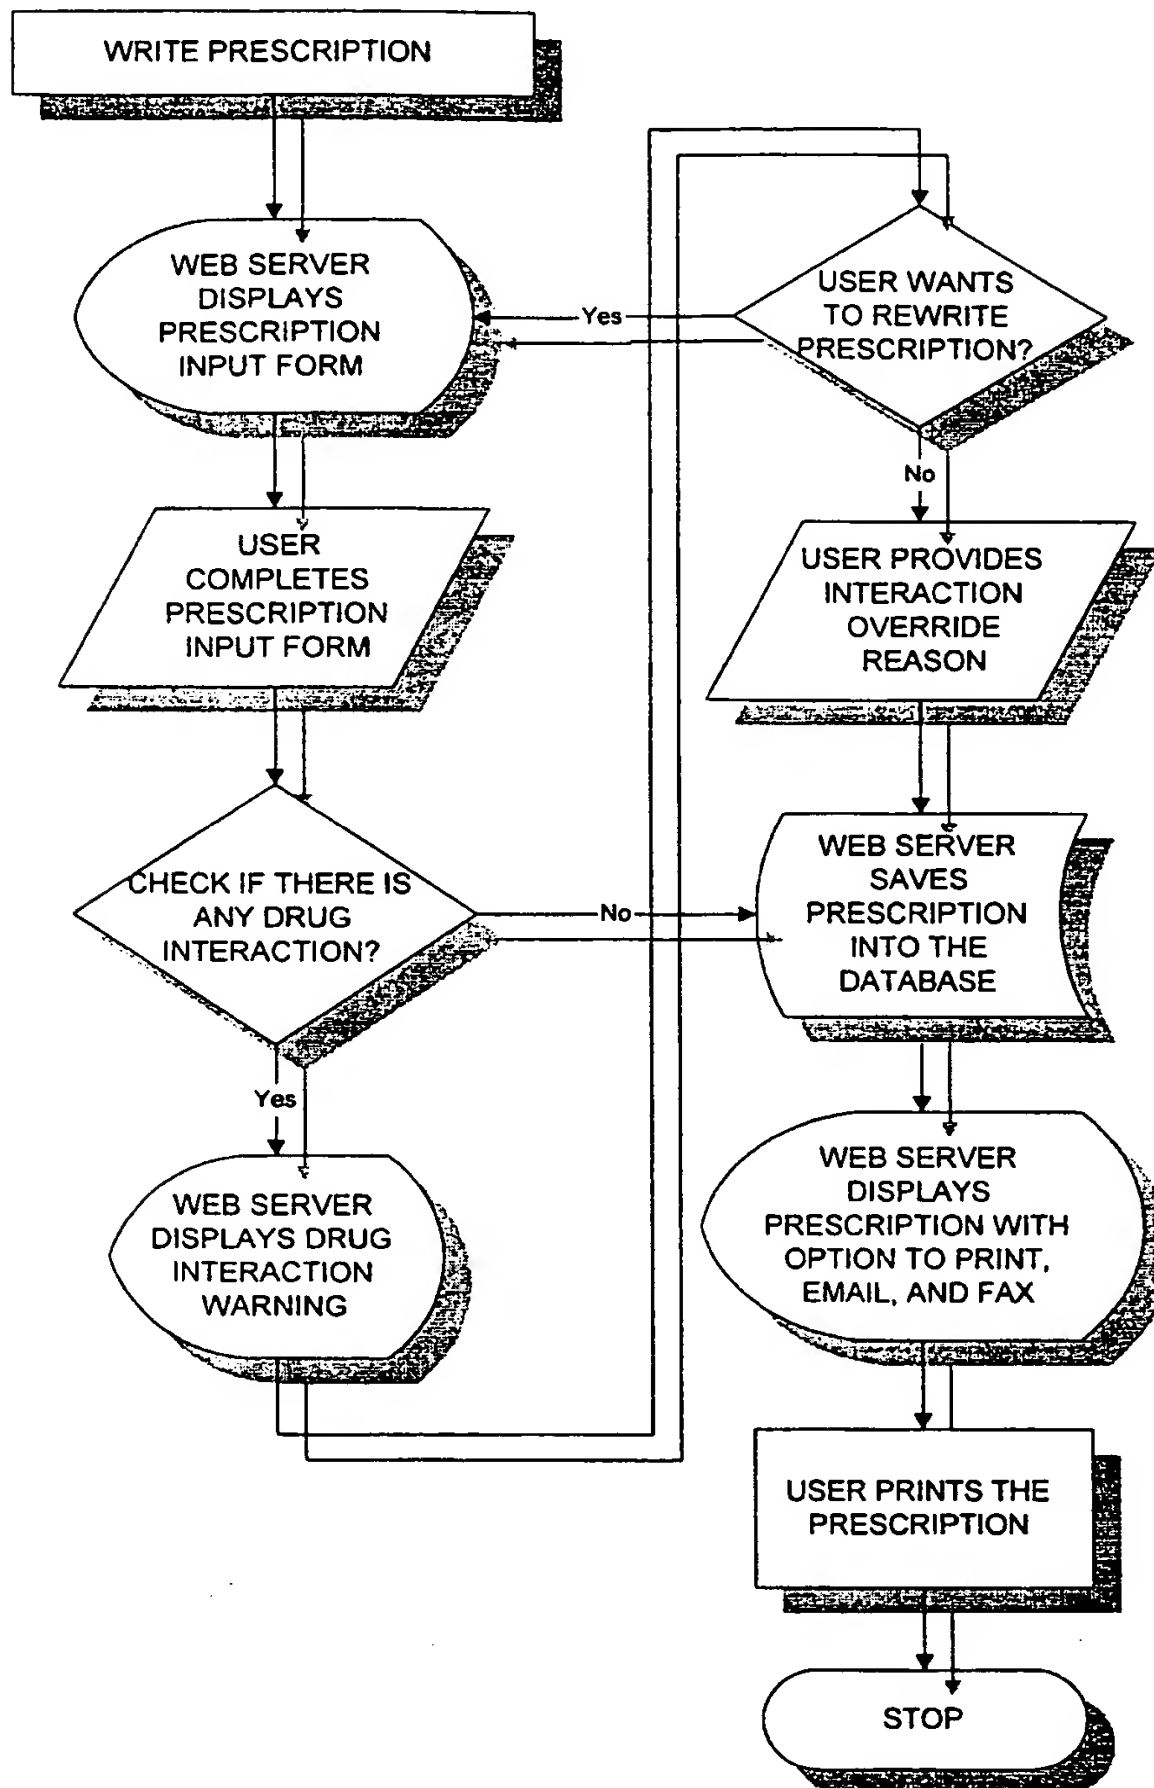 WRITE PRESCRIPTION
WEB SERVER
DISPLAYS
PRESCRIPTION
INPUT FORM
USER
COMPLETES
PRESCRIPTION
INPUT FORM
CHECK IF THERE IS
ANY DRUG
INTERACTION?
No
Yes
WEB SERVER
DISPLAYS DRUG
INTERACTION
WARNING
USER WANTS
TO REWRITE
PRESCRIPTION?
Yes
No
USER PROVIDES
INTERACTION
OVERRIDE
REASON
WEB SERVER
SAVES
PRESCRIPTION
INTO THE
DATABASE
WEB SERVER
DISPLAYS
PRESCRIPTION WITH
OPTION TO PRINT,
EMAIL, AND FAX
USER PRINTS THE
PRESCRIPTION
STOP